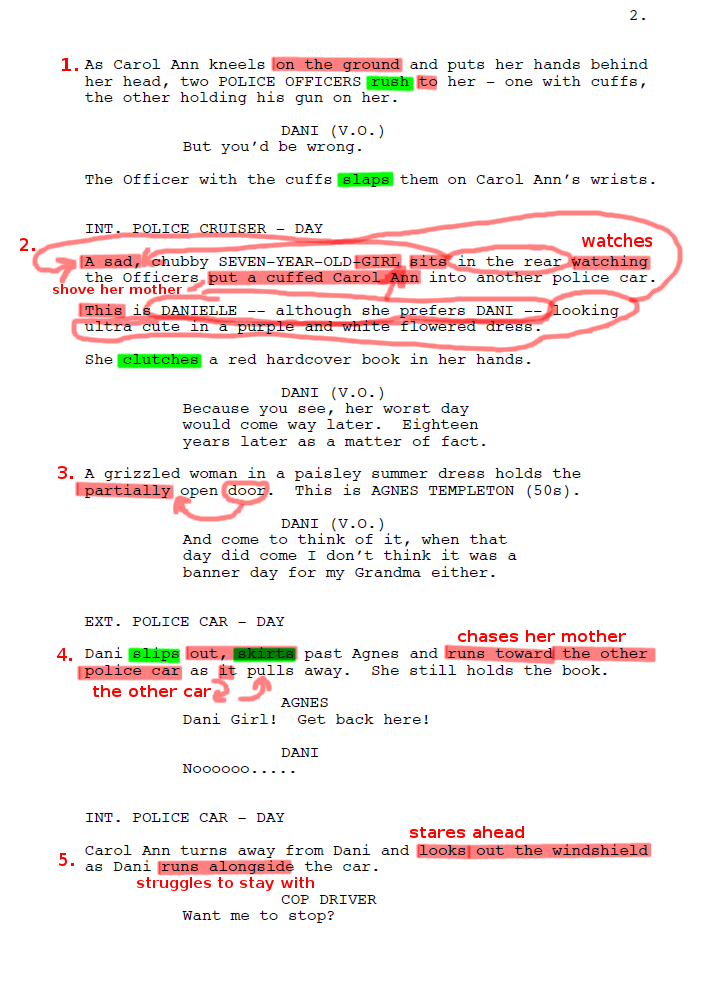 2.
1. As Carol Ann kneels on the ground and puts her hands behind
her head, two POLICE OFFICERS rush to her – one with cuffs,
the other holding his gun on her.
DANI (V.O.)
But you'd be wrong.
The Officer with the cuffs slaps them on Carol Ann's wrists.
INT. POLICE CRUISER – DAY
2.
watches
A sad, chubby SEVEN-YEAR-OLD-GIRL sits in the rear watching
the Officers put a cuffed Carol Ann into another police car.
shove her mother
This is DANIELLE -- although she prefers DANI -- looking
ultra cute in a purple and white flowered dress.
She clutches a red hardcover book in her hands.
DANI (V.O.)
Because you see, her worst day
would come way later.  Eighteen
years later as a matter of fact.
3. A grizzled woman in a paisley summer dress holds the
partially open door.  This is AGNES TEMPLETON (50s).
DANI (V.O.)
And come to think of it, when that
day did come I don't think it was a
banner day for my Grandma either.
EXT. POLICE CAR – DAY
chases her mother
4. Dani slips out, skirts past Agnes and runs toward the other
police car as it pulls away.  She still holds the book.
the other car
AGNES
Dani Girl!  Get back here!
DANI
Noooooo.....
INT. POLICE CAR – DAY
stares ahead
Carol Ann turns away from Dani and looks out the windshield
5. as Dani runs alongside the car.
struggles to stay with
COP DRIVER
Want me to stop?